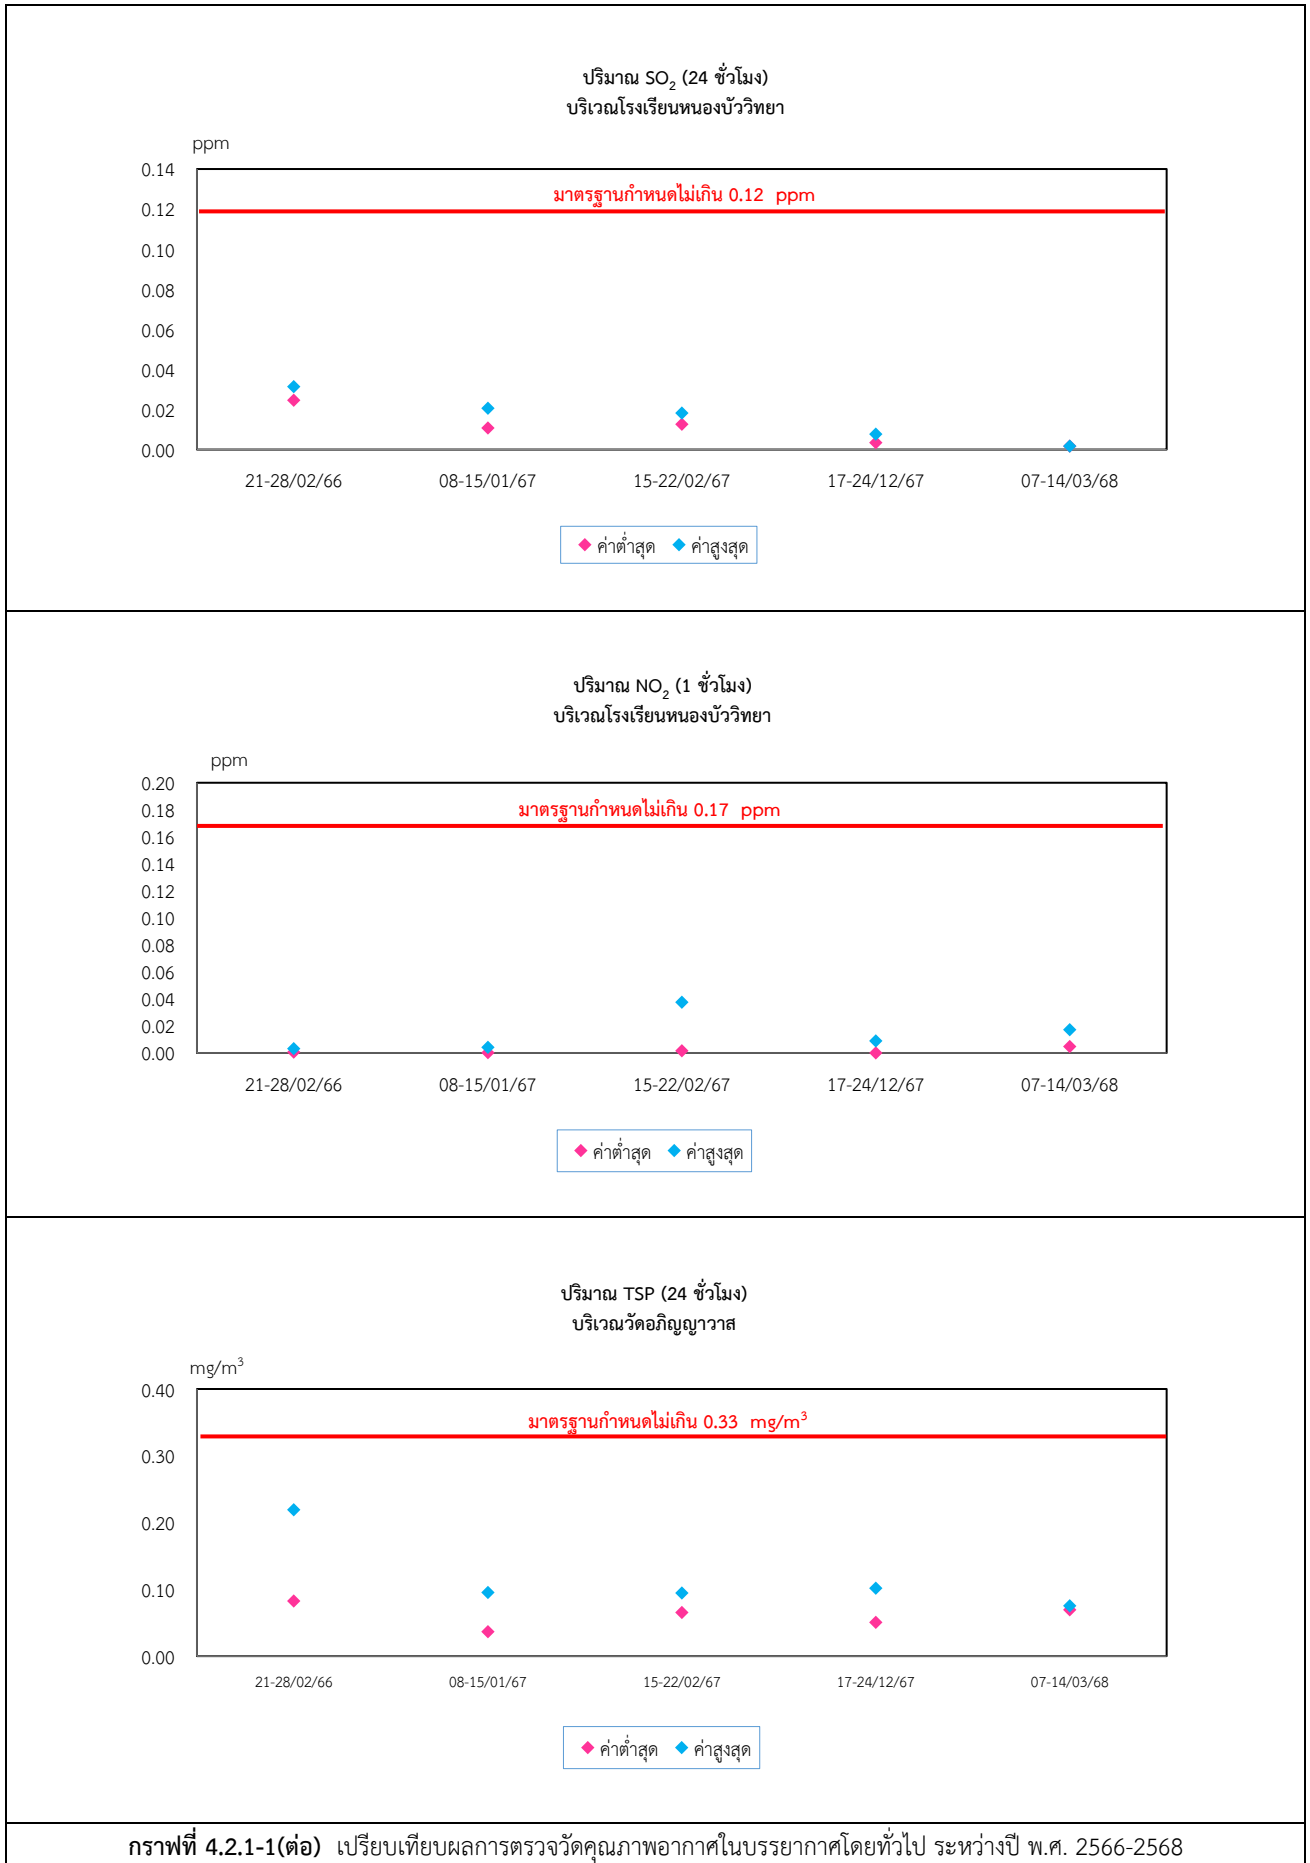 ปริมาณ SO2 (24 ชั่วโมง)
บริเวณโรงเรียนหนองบัววิทยา
ppm
0.14
มาตรฐานกำหนดไม่เกิน 0.12 ppm
0.12
0.10
0.08
0.06
0.04
0.02
0.00
21-28/02/66 08-15/01/67 15-22/02/67 17-24/12/67 07-14/03/68
ค่าต่ำสุด ค่าสูงสุด
ปริมาณ NO2 (1 ชั่วโมง)
บริเวณโรงเรียนหนองบัววิทยา
ppm
0.20
0.18
มาตรฐานกำหนดไม่เกิน 0.17 ppm
0.16
0.14
0.12
0.10
0.08
0.06
0.04
0.02
0.00
21-28/02/66 08-15/01/67 15-22/02/67 17-24/12/67 07-14/03/68
ค่าต่ำสุด ค่าสูงสุด
ปริมาณ TSP (24 ชั่วโมง)
บริเวณวัดอภิญญาวาส
mg/m3
0.40
มาตรฐานกำหนดไม่เกิน 0.33 mg/m3
0.30
0.20
0.10
0.00
21-28/02/66 08-15/01/67 15-22/02/67 17-24/12/67 07-14/03/68
ค่าต่ำสุด ค่าสูงสุด
กราฟที่ 4.2.1-1(ต่อ) เปรียบเทียบผลการตรวจวัดคุณภาพอากาศในบรรยากาศโดยทั่วไป ระหว่างปี พ.ศ. 2566-2568